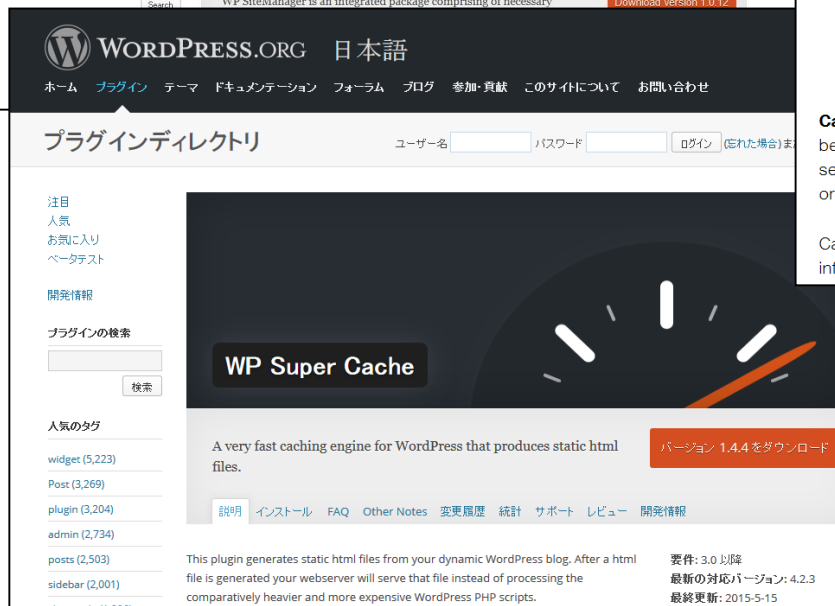 Search
WP SiteManager is an integrated package comprising of necessary
Download Version 1.0.12
WORDPRESS.ORG 日本語
ホーム プラグイン テーマ ドキュメンテーション フォーラム ブログ 参加・貢献 このサイトについて お問い合わせ
プラグインディレクトリ
ユーザー名 パスワード ログイン (忘れた場合)
注目
人気
お気に入り
ベータテスト
開発情報
プラグインの検索
検索
人気のタグ
widget (5,223)
Post (3,269)
plugin (3,204)
admin (2,734)
posts (2,503)
sidebar (2,001)
WP Super Cache
A very fast caching engine for WordPress that produces static html
files.
バージョン 1.4.4 をダウンロード
説明 インストール FAQ Other Notes 変更履歴 統計 サポート レビュー 開発情報
This plugin generates static html files from your dynamic WordPress blog. After a html
file is generated your webserver will serve that file instead of processing the
comparatively heavier and more expensive WordPress PHP scripts.
要件: 3.0 以降
最新の対応バージョン: 4.2.3
最終更新: 2015-5-15